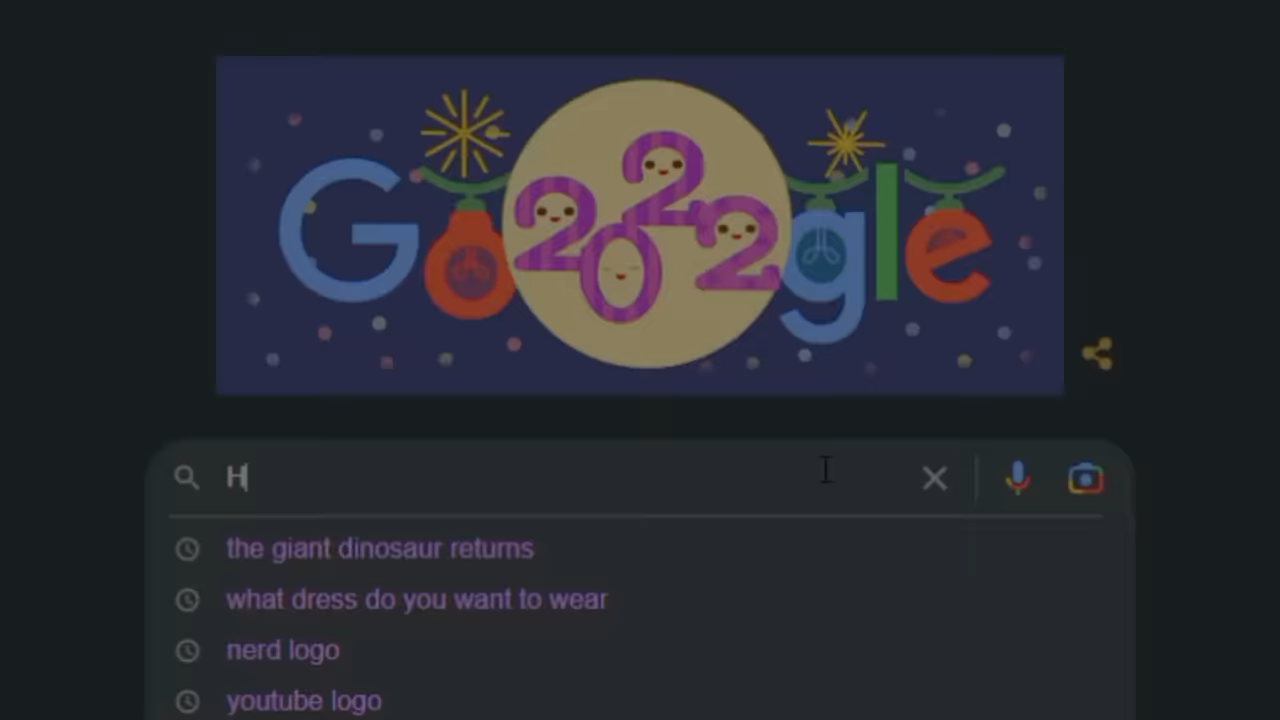 Google
2022
H
the giant dinosaur returns
what dress do you want to wear
nerd logo
youtube logo